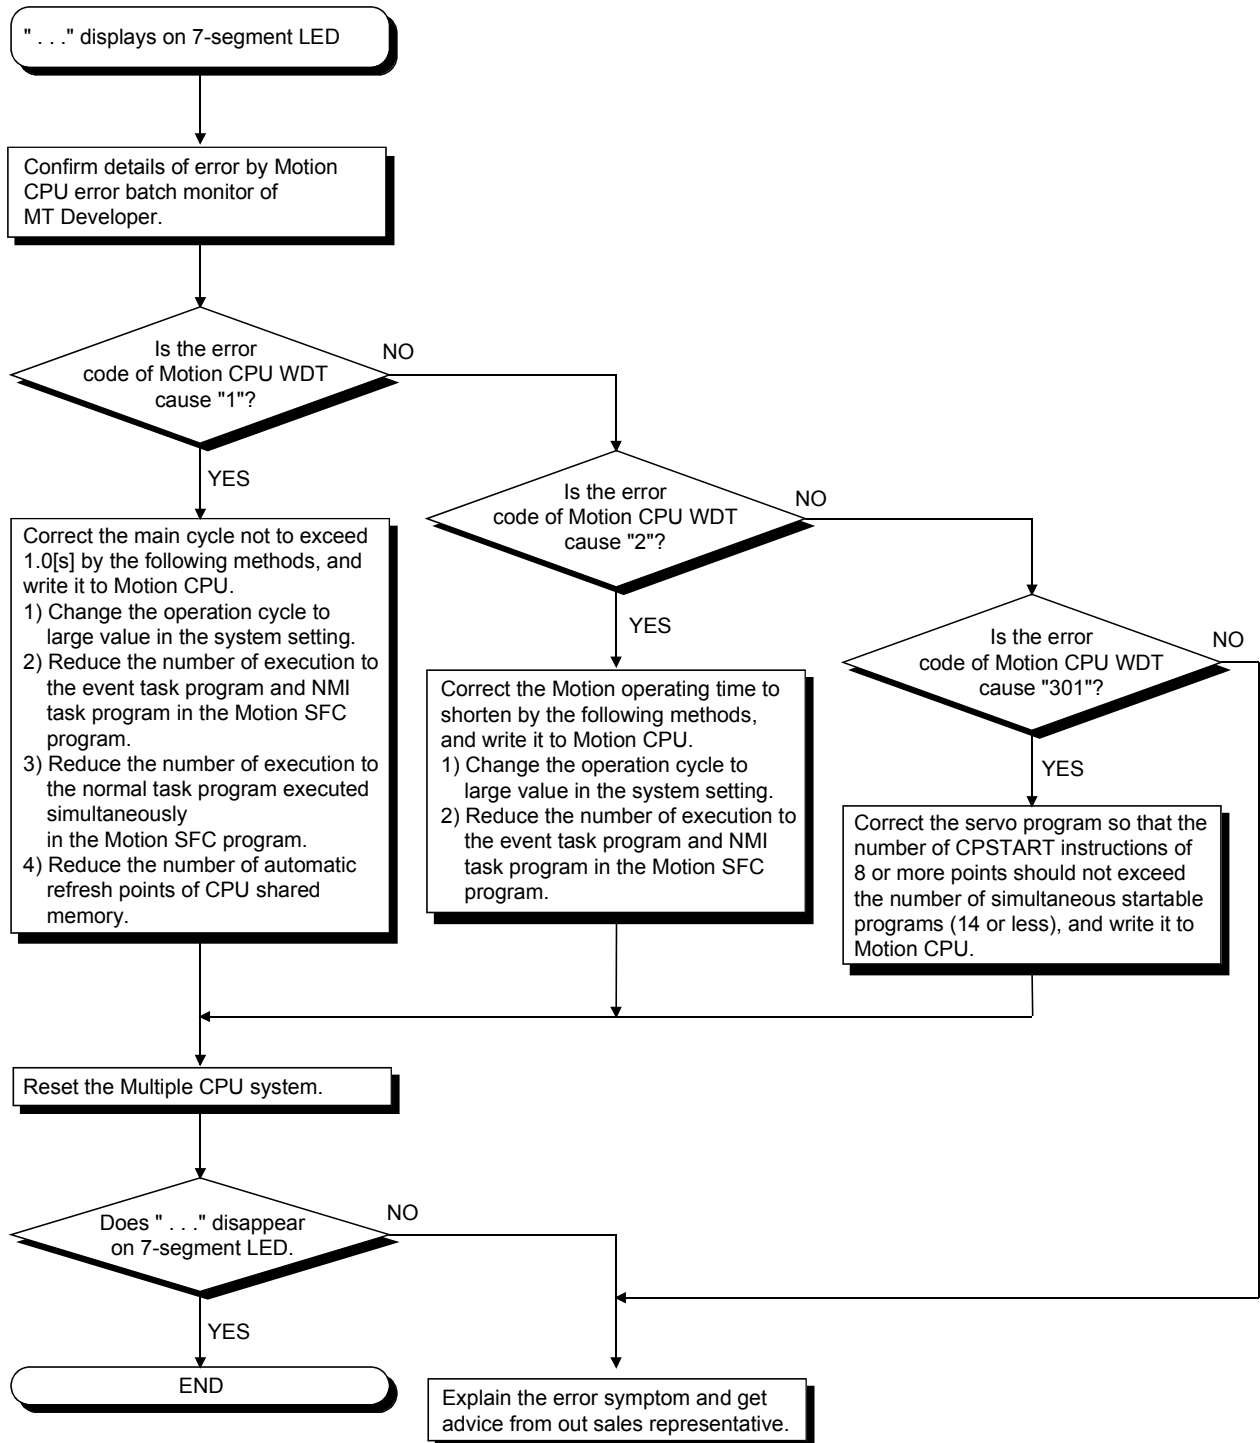 " . . ." displays on 7-segment LED
Confirm details of error by Motion
CPU error batch monitor of
MT Developer.
Is the error
code of Motion CPU WDT
cause "1"?
NO
YES
Is the error
code of Motion CPU WDT
cause "2"?
NO
YES
Is the error
code of Motion CPU WDT
cause "301"?
NO
YES
Correct the main cycle not to exceed
1.0[s] by the following methods, and
write it to Motion CPU.
1) Change the operation cycle to
large value in the system setting.
2) Reduce the number of execution to
the event task program and NMI
task program in the Motion SFC
program.
3) Reduce the number of execution to
the normal task program executed
simultaneously
in the Motion SFC program.
4) Reduce the number of automatic
refresh points of CPU shared
memory.
Correct the Motion operating time to
shorten by the following methods,
and write it to Motion CPU.
1) Change the operation cycle to
large value in the system setting.
2) Reduce the number of execution to
the event task program and NMI
task program in the Motion SFC
program.
Correct the servo program so that the
number of CPSTART instructions of
8 or more points should not exceed
the number of simultaneous startable
programs (14 or less), and write it to
Motion CPU.
Reset the Multiple CPU system.
Does " . . ." disappear
on 7-segment LED.
NO
YES
END
Explain the error symptom and get
advice from out sales representative.